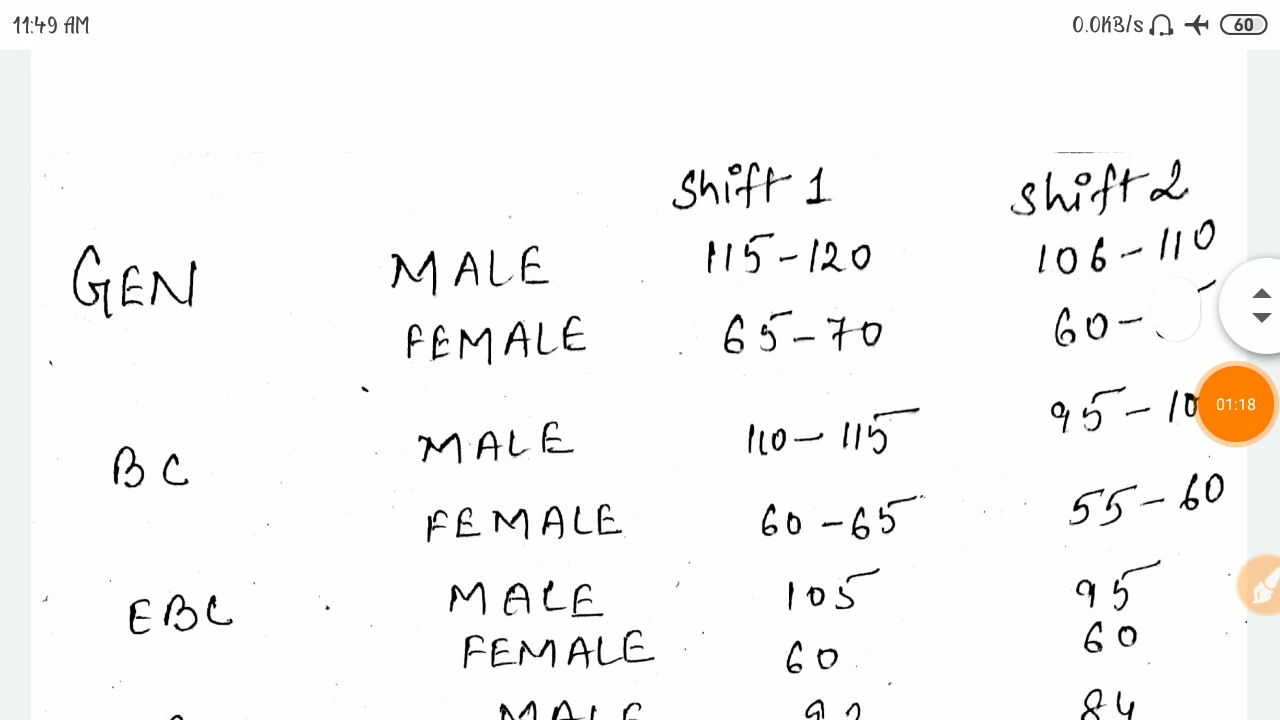 11:49 AM 0.0KB/s 60
Shift 1 Shift 2
GEN MALE 115-120 106-110
FEMALE 65-70 60-
BC MALE 110-115 95-10
01:18
FEMALE 60-65 55-60
EBC MALE 105 95
FEMALE 60 60
MALE 84